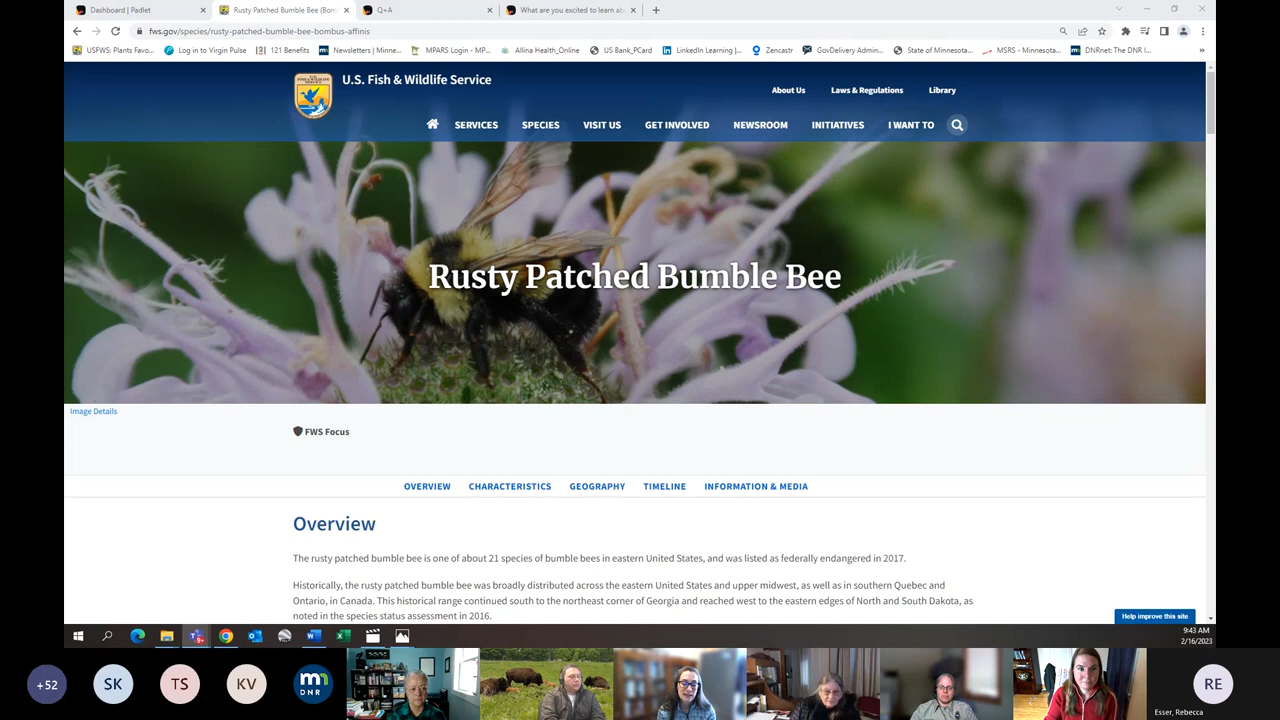 Dashboard | Padlet
Rusty Patched Bumble Bee (Bom
Q+A
What are you excited to learn ab
fws.gov/species/rusty-patched-bumble-bee-bombus-affinis
USFWS: Plants Favo...
Log in to Virgin Pulse
121 Benefits
Newsletters | Minne...
MPARS Login - MP...
Allina Health_Online
US Bank_PCard
LinkedIn Learning |...
Zencastr
GovDelivery Admin...
State of Minnesota...
MSRS - Minnesota...
DNRnet: The DNR I...
»
U.S. Fish & Wildlife Service
About Us
Laws & Regulations
Library
SERVICES
SPECIES
VISIT US
GET INVOLVED
NEWSROOM
INITIATIVES
I WANT TO
Rusty Patched Bumble Bee
Image Details
FWS Focus
OVERVIEW
CHARACTERISTICS
GEOGRAPHY
TIMELINE
INFORMATION & MEDIA
Overview
The rusty patched bumble bee is one of about 21 species of bumble bees in eastern United States, and was listed as federally endangered in 2017.
Historically, the rusty patched bumble bee was broadly distributed across the eastern United States and upper midwest, as well as in southern Quebec and
Ontario, in Canada. This historical range continued south to the northeast corner of Georgia and reached west to the eastern edges of North and South Dakota, as
noted in the species status assessment in 2016.
Help improve this site
9:43 AM
2/16/2023
+52
SK
TS
KV
DNR
RE
Esser, Rebecca